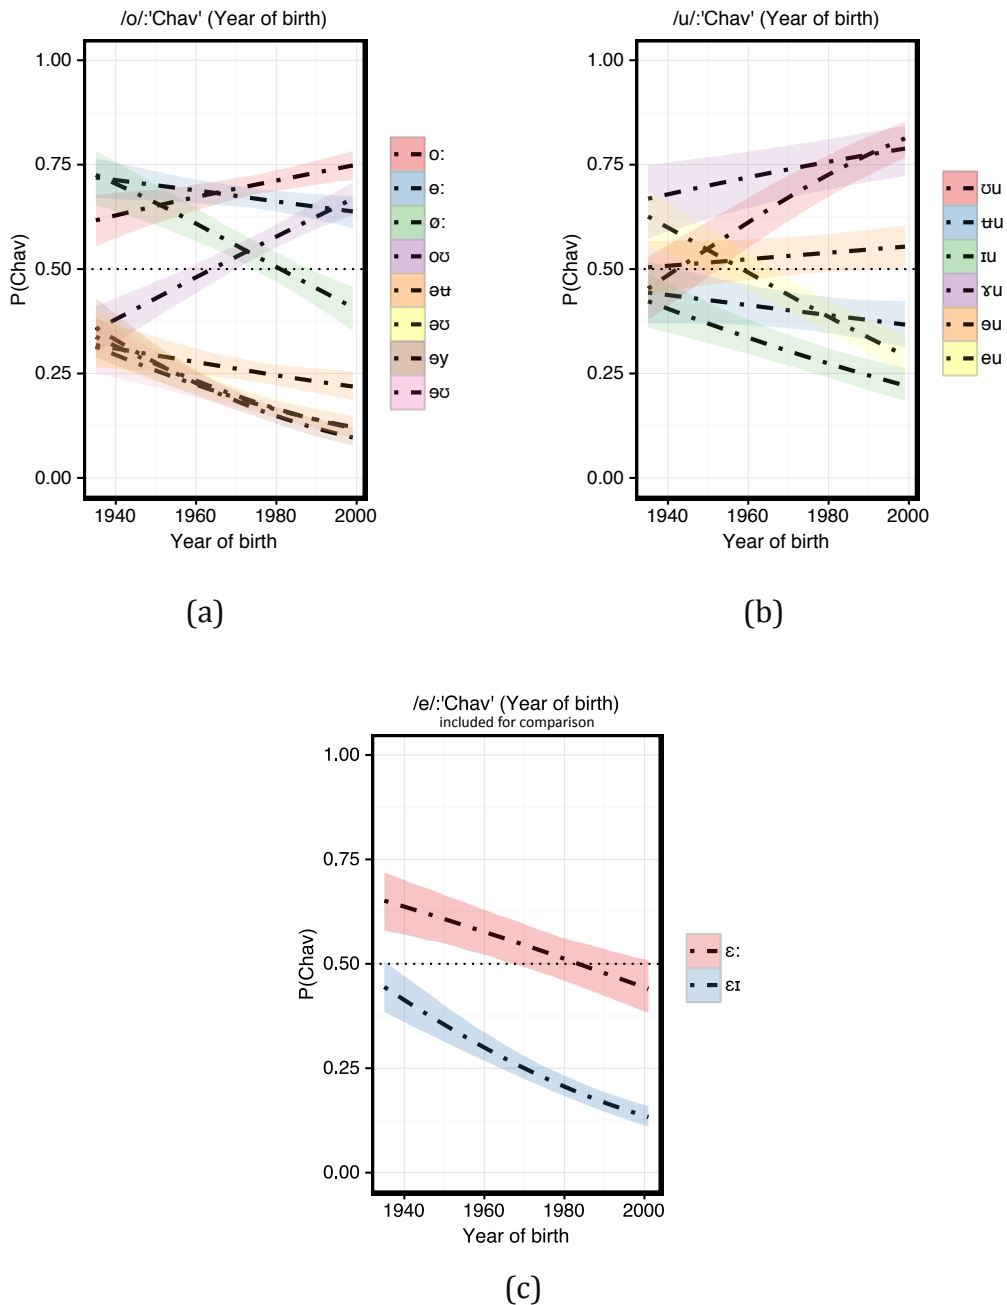 /o/:'Chav' (Year of birth)
1.00
0.75
0.50
0.25
0.00
P(Chav)
1940 1960 1980 2000
Year of birth
oː
ɵː
øː
oʊ
əʉ
əʊ
ɘy
ɘʊ
(a)
/u/:'Chav' (Year of birth)
1.00
0.75
0.50
0.25
0.00
P(Chav)
1940 1960 1980 2000
Year of birth
ʊu
ʉu
ɪu
ɤu
ɘu
eu
(b)
/e/:'Chav' (Year of birth)
included for comparison
1.00
0.75
0.50
0.25
0.00
P(Chav)
1940 1960 1980 2000
Year of birth
ɛː
ɛɪ
(c)